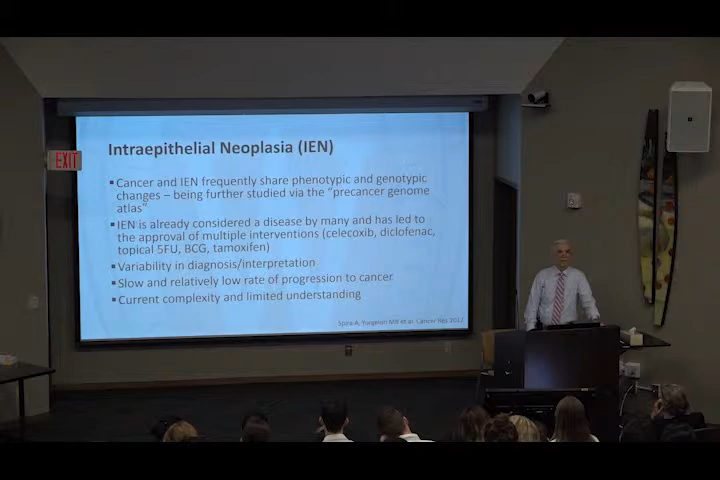 Intraepithelial Neoplasia (IEN)
▪ Cancer and IEN frequently share phenotypic and genotypic
changes – being further studied via the "precancer genome
atlas"
▪ IEN is already considered a disease by many and has led to
the approval of multiple interventions (celecoxib, diclofenac,
topical 5FU, BCG, tamoxifen)
▪ Variability in diagnosis/interpretation
▪ Slow and relatively low rate of progression to cancer
▪ Current complexity and limited understanding
Spira A, Yurgelun MB et al. Cancer Res 2017
EXIT